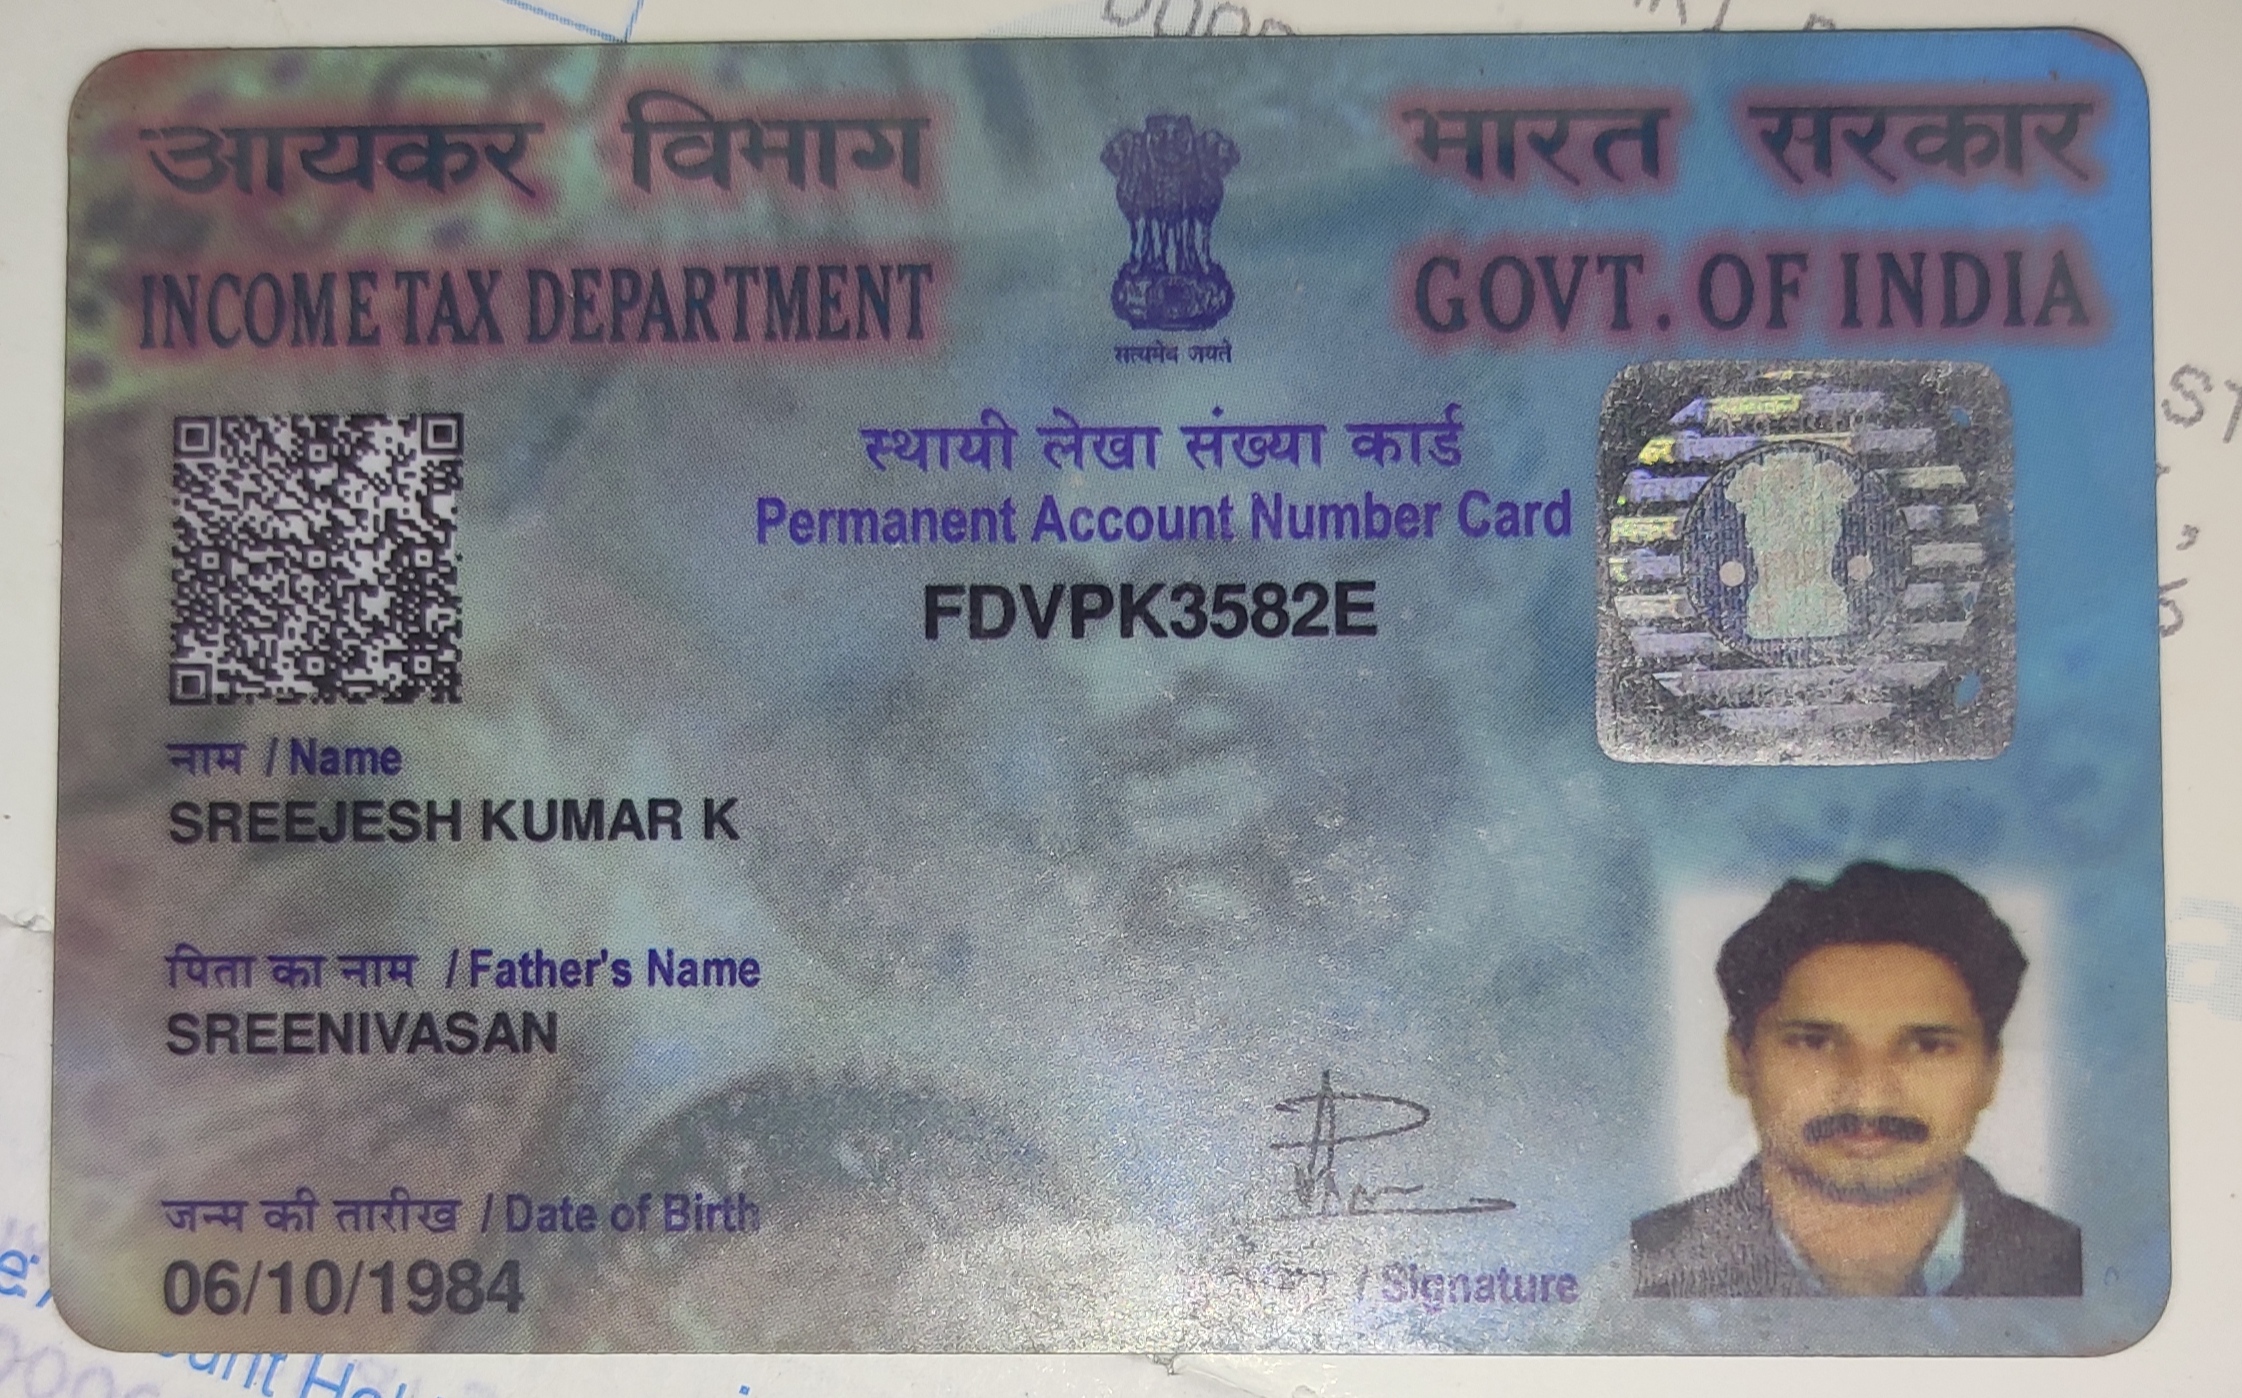 आयकर विभाग
INCOME TAX DEPARTMENT
सत्यमेव जयते
भारत सरकार
GOVT. OF INDIA
स्थायी लेखा संख्या कार्ड
Permanent Account Number Card
FDVPK3582E
नाम / Name
SREEJESH KUMAR K
पिता का नाम / Father's Name
SREENIVASAN
जन्म की तारीख / Date of Birth
06/10/1984
/ Signature